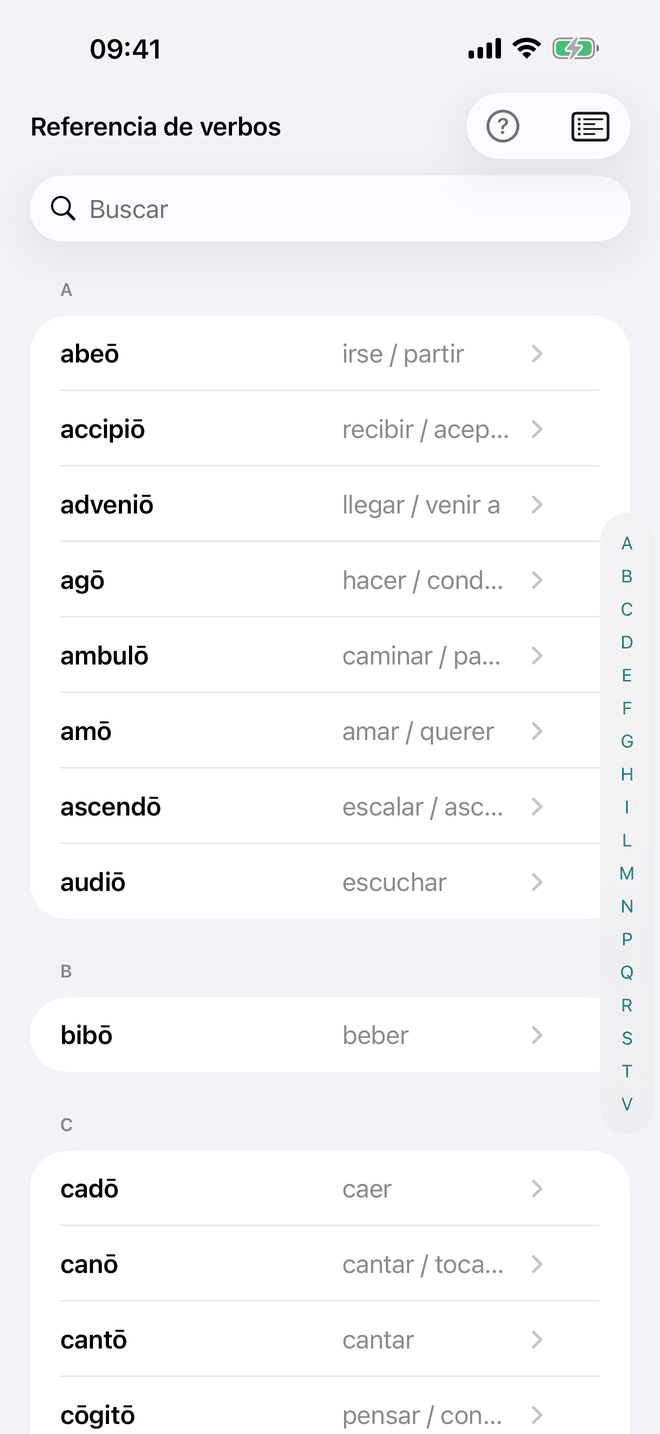 09:41
Referencia de verbos
?
Buscar
A
abeō irse / partir
accipiō recibir / acep...
adveniō llegar / venir a
agō hacer / cond...
ambulō caminar / pa...
amō amar / querer
ascendō escalar / asc...
audiō escuchar
B
bibō beber
C
cadō caer
canō cantar / toca...
cantō cantar
cōgitō pensar / con...
A
B
C
D
E
F
G
H
I
L
M
N
P
Q
R
S
T
V